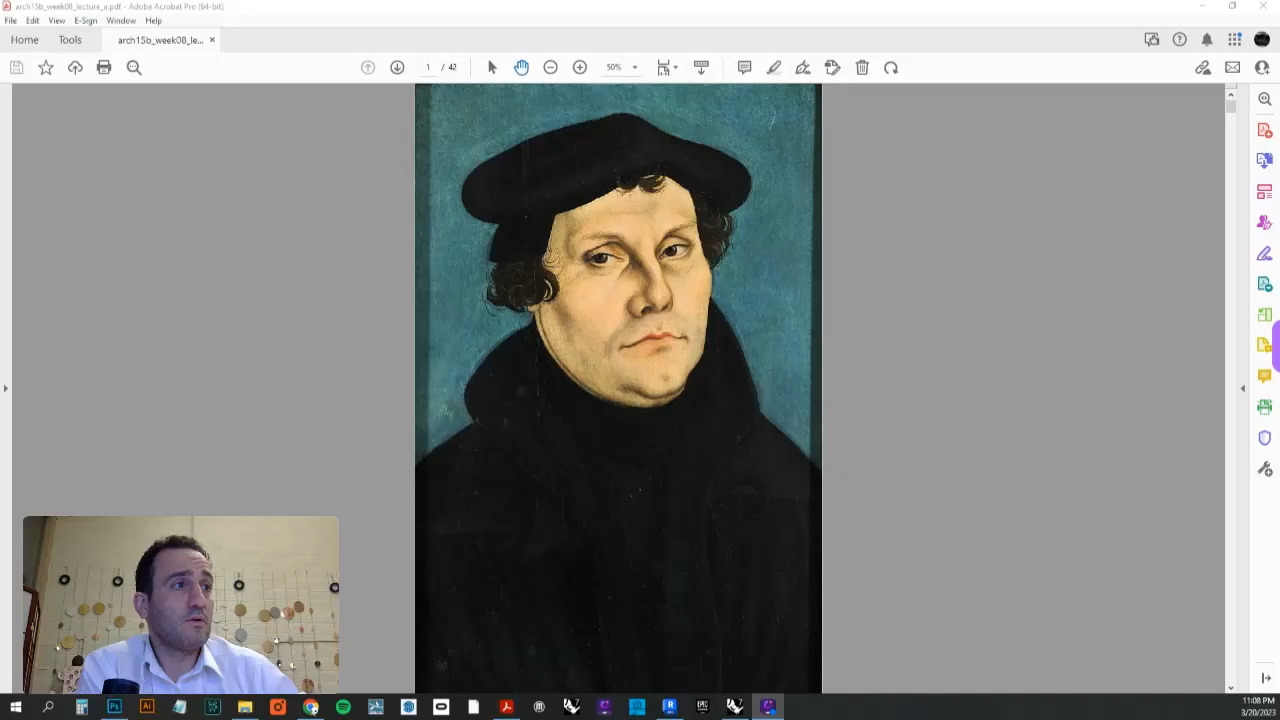 arch15b_week08_lecture_a.pdf - Adobe Acrobat Pro (64-bit)
File Edit View E-Sign Window Help
Home Tools arch15b_week08_le... ×
1 / 42 50%
11:08 PM
3/20/2023